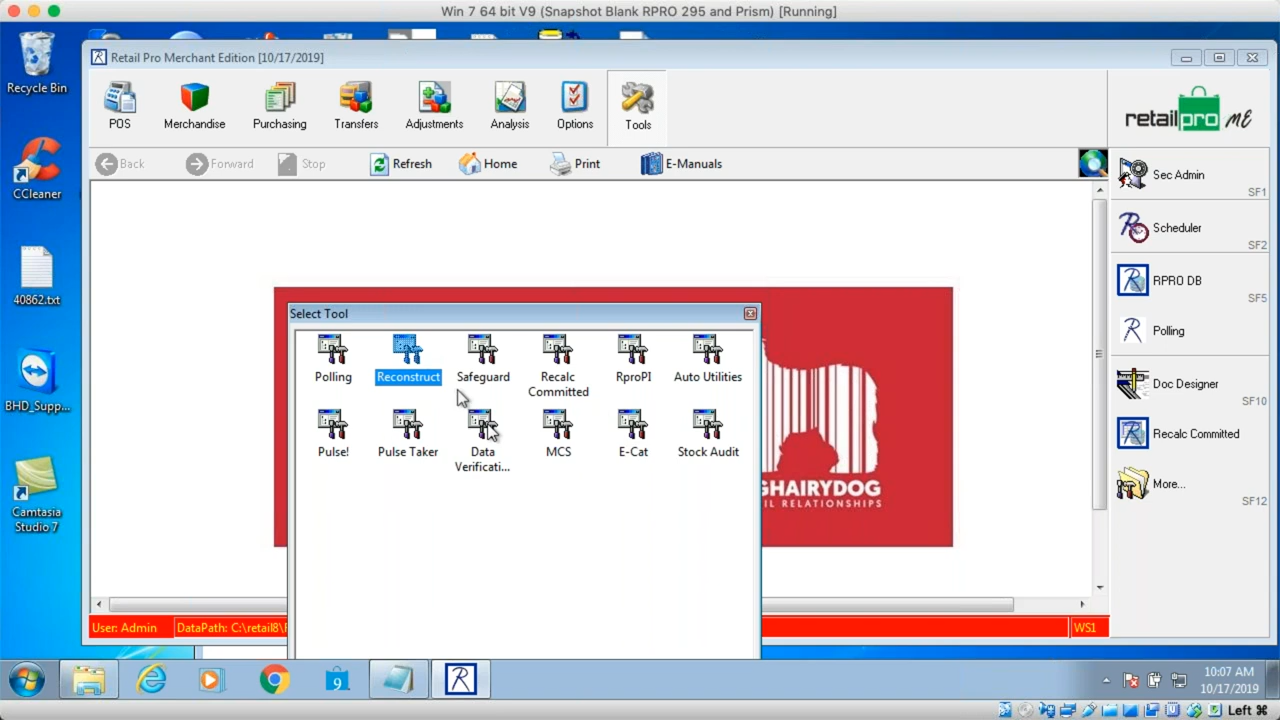 Win 7 64 bit V9 (Snapshot Blank RPRO 295 and Prism) [Running]
Recycle Bin
CCleaner
40862.txt
BHD_Supp...
Camtasia
Studio 7
Retail Pro Merchant Edition [10/17/2019]
POS
Merchandise
Purchasing
Transfers
Adjustments
Analysis
Options
Tools
retail pro ME
Back
Forward
Stop
Refresh
Home
Print
E-Manuals
Sec Admin
SF1
Scheduler
SF2
RPRO DB
SF5
Polling
Doc Designer
SF10
Recalc Committed
More...
SF12
Select Tool
Polling
Reconstruct
Safeguard
Recalc
Committed
RproPI
Auto Utilities
Pulse!
Pulse Taker
Data
Verificati...
MCS
E-Cat
Stock Audit
GHAIRYDOG
IL RELATIONSHIPS
User: Admin
DataPath: C:\retail8\
WS1
9
10:07 AM
10/17/2019
Left ⌘